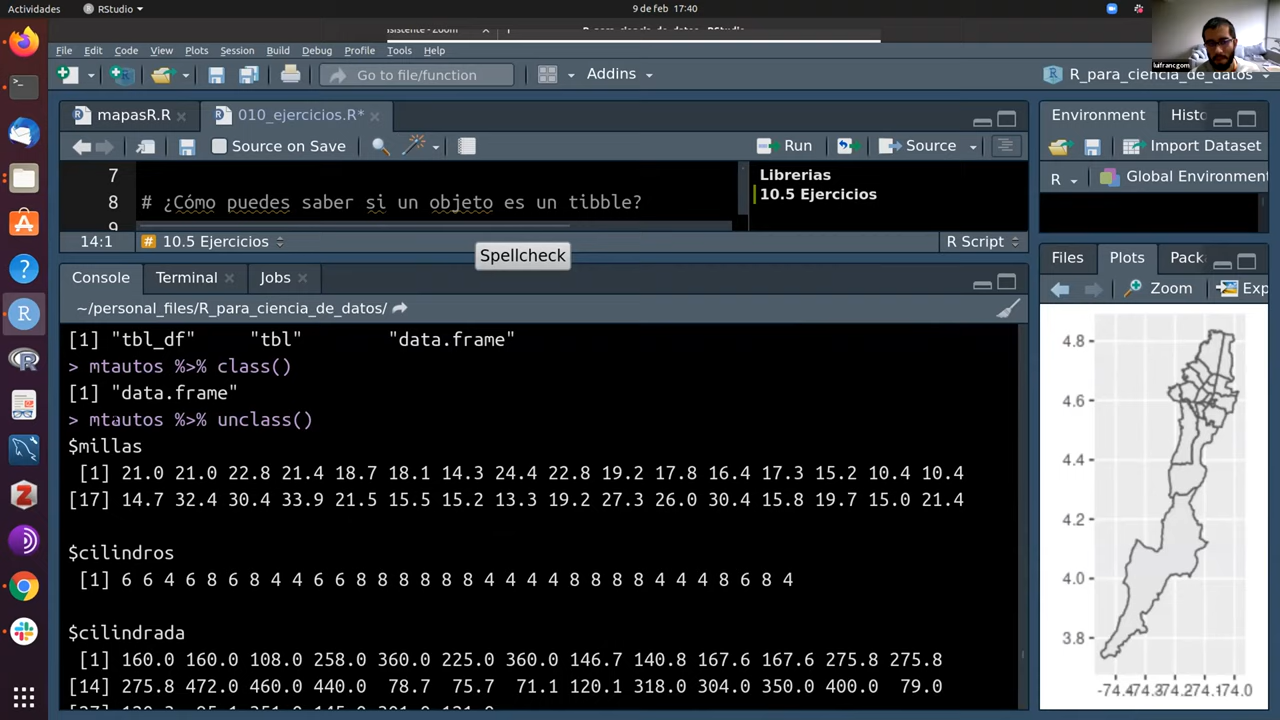 Actividades
RStudio
9 de feb 17:40
R_para_ciencia_de_datos - RStudio
luifrancgom
File Edit Code View Plots Session Build Debug Profile Tools Help
Go to file/function
Addins
R_para_ciencia_de_datos
mapasR.R
010_ejercicios.R*
Source on Save
Run
Source
7
8 # ¿Cómo puedes saber si un objeto es un tibble?
9
Librerias
10.5 Ejercicios
14:1
10.5 Ejercicios
R Script
Spellcheck
Console
Terminal
Jobs
~/personal_files/R_para_ciencia_de_datos/
[1] "tbl_df" "tbl" "data.frame"
> mtautos %>% class()
[1] "data.frame"
> mtautos %>% unclass()
$millas
[1] 21.0 21.0 22.8 21.4 18.7 18.1 14.3 24.4 22.8 19.2 17.8 16.4 17.3 15.2 10.4 10.4
[17] 14.7 32.4 30.4 33.9 21.5 15.5 15.2 13.3 19.2 27.3 26.0 30.4 15.8 19.7 15.0 21.4
$cilindros
[1] 6 6 4 6 8 6 8 4 4 6 6 8 8 8 8 8 8 4 4 4 4 8 8 8 8 4 4 4 8 6 8 4
$cilindrada
[1] 160.0 160.0 108.0 258.0 360.0 225.0 360.0 146.7 140.8 167.6 167.6 275.8 275.8
[14] 275.8 472.0 460.0 440.0 78.7 75.7 71.1 120.1 318.0 304.0 350.0 400.0 79.0
Environment
Histo
Import Dataset
R
Global Environment
Files
Plots
Pack
Zoom
Exp
4.8
4.6
4.4
4.2
4.0
3.8